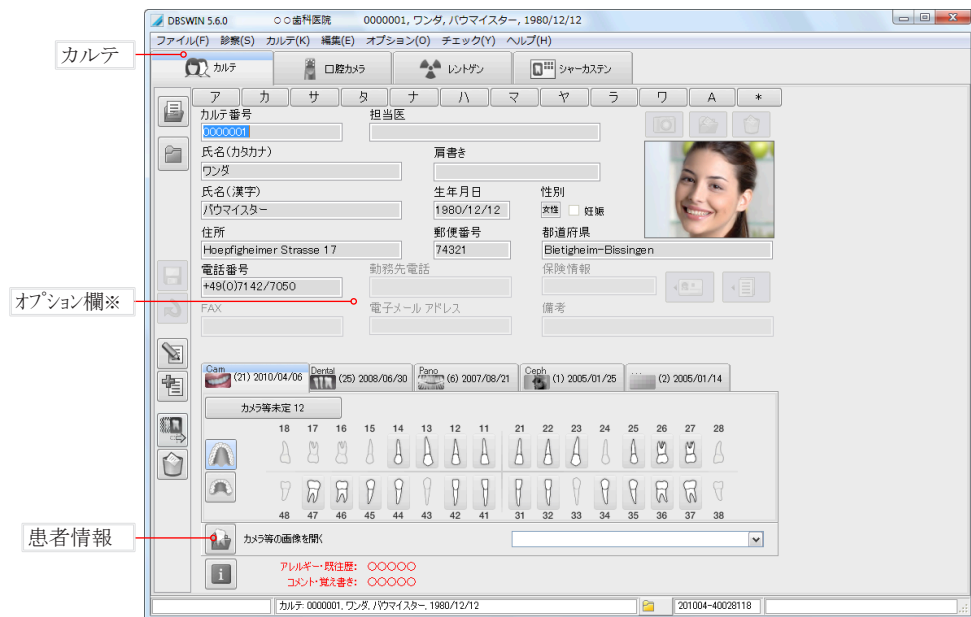 DBSWIN 5.6.0 ○○歯科医院 0000001, ワンダ, バウマイスター, 1980/12/12
ファイル(F) 診察(S) カルテ(K) 編集(E) オプション(O) チェック(Y) ヘルプ(H)
カルテ
カルテ 口腔カメラ レントゲン シャーカステン
ア カ サ タ ナ ハ マ ヤ ラ ワ A *
カルテ番号 担当医
0000001
氏名(カタカナ) 肩書き
ワンダ
氏名(漢字) 生年月日 性別
バウマイスター 1980/12/12 女性 妊娠
住所 郵便番号 都道府県
Hoepfigheimer Strasse 17 74321 Bietigheim-Bissingen
電話番号 勤務先電話 保険情報
+49(0)7142/7050
オプション欄※
FAX 電子メール アドレス 備考
Cam (21) 2010/04/06 Dental (25) 2008/06/30 Pano (6) 2007/08/21 Ceph (1) 2005/01/25 ... (2) 2005/01/14
カメラ等未定 12
18 17 16 15 14 13 12 11 21 22 23 24 25 26 27 28
48 47 46 45 44 43 42 41 31 32 33 34 35 36 37 38
患者情報
カメラ等の画像を開く
i
アレルギー・既往歴: ○○○○○
コメント・覚え書き: ○○○○○
カルテ: 0000001, ワンダ, バウマイスター, 1980/12/12 201004-40028118